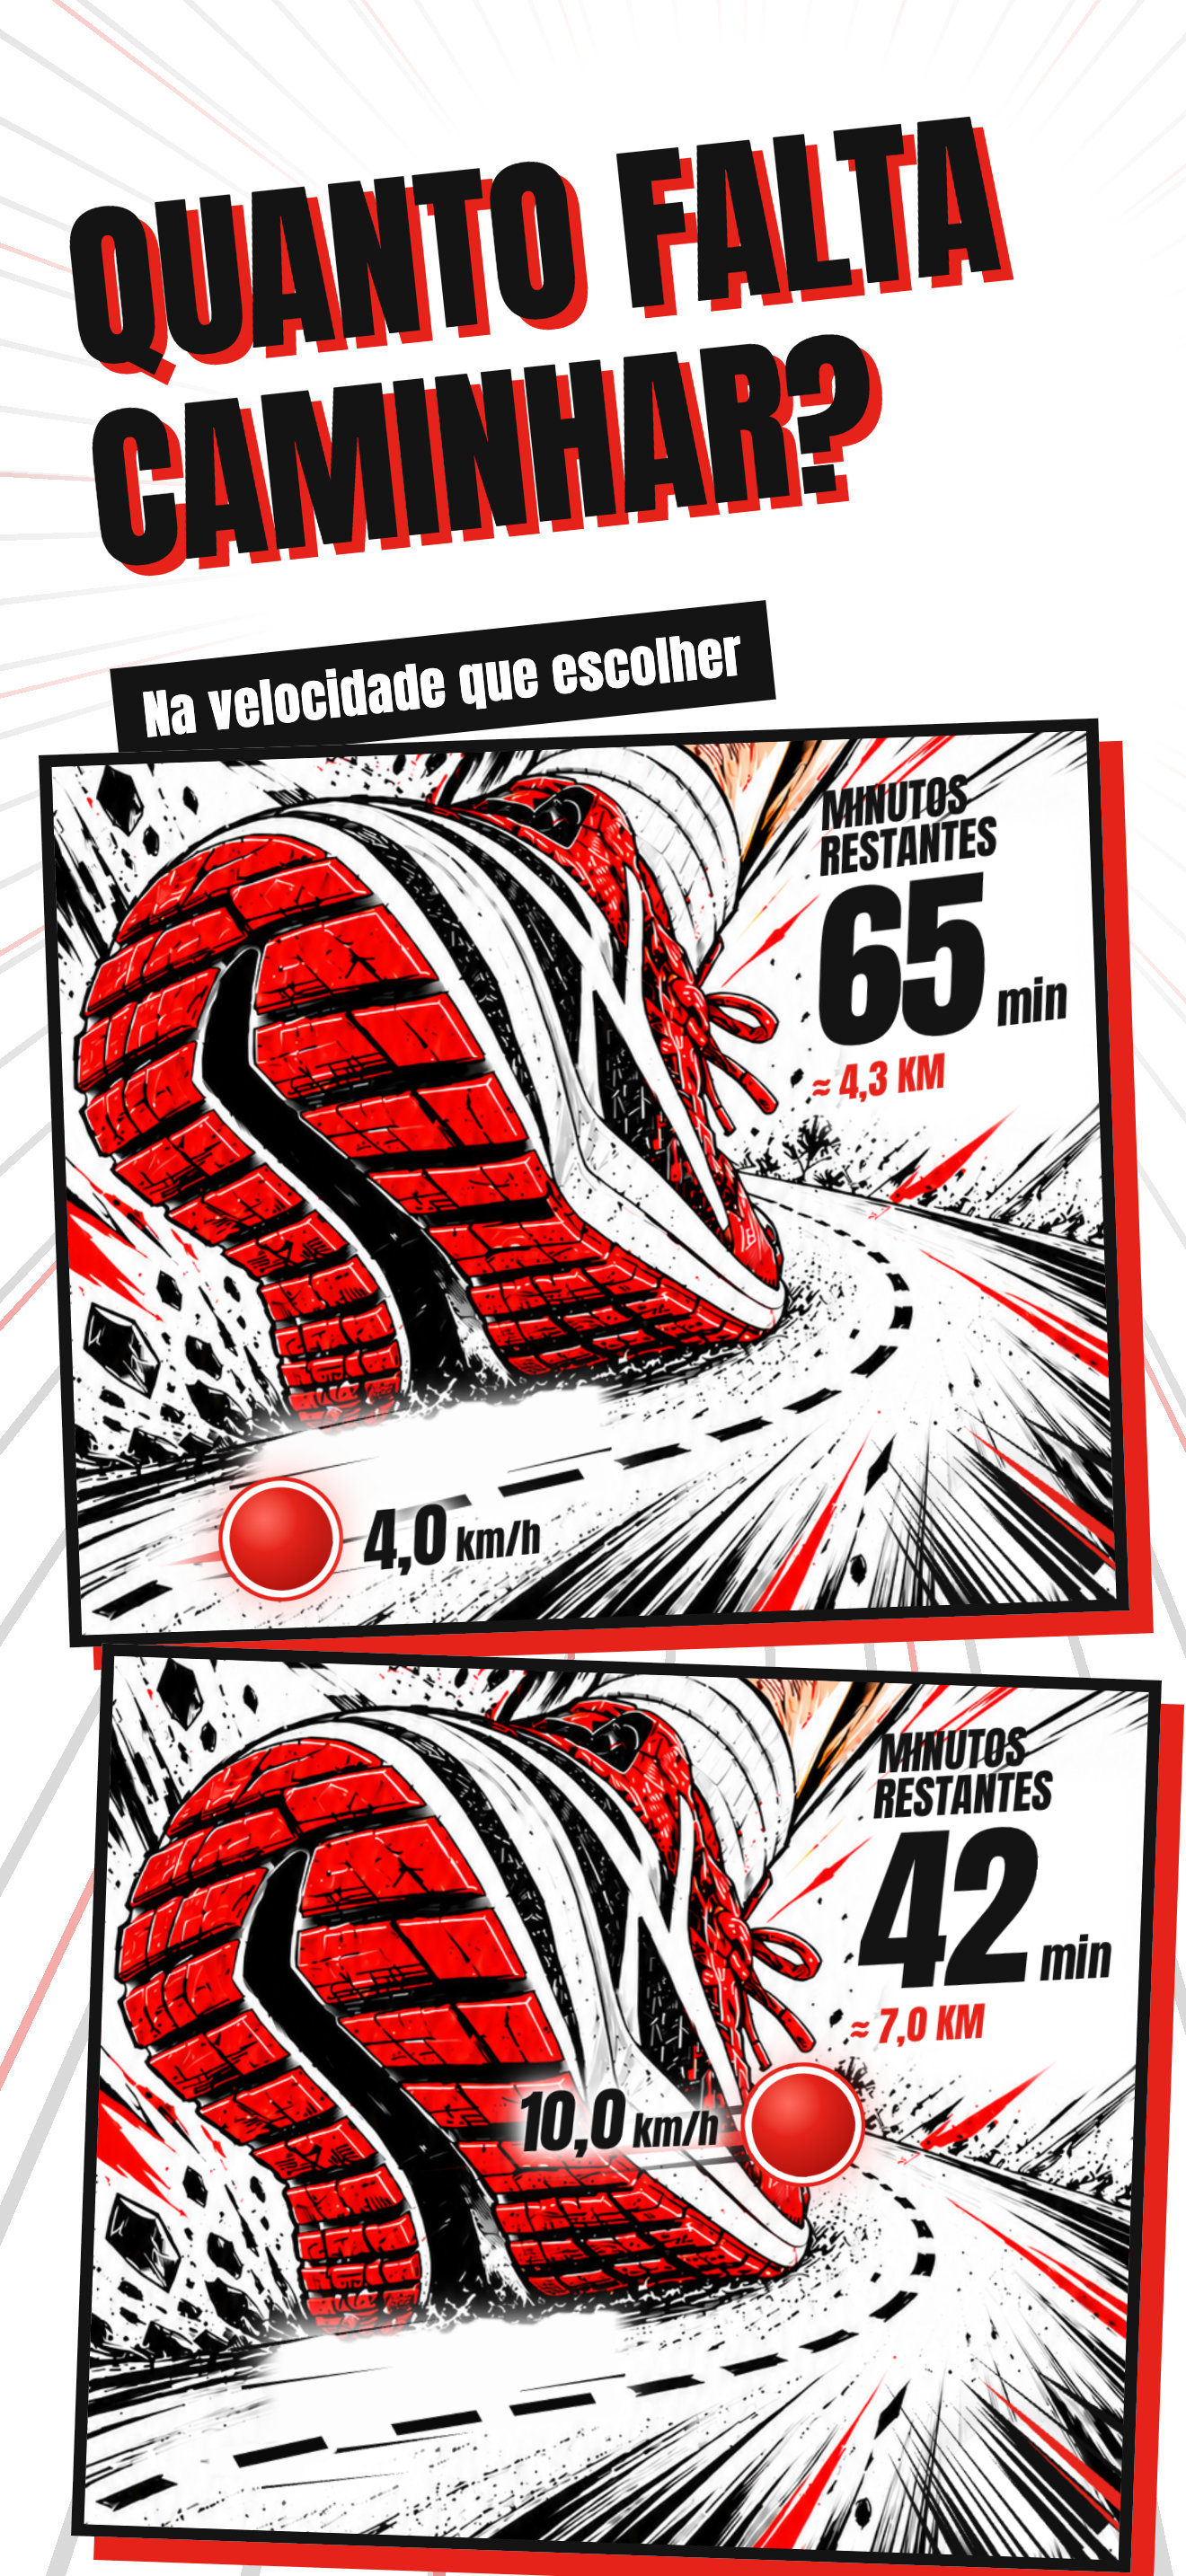 QUANTO FALTA
CAMINHAR?
Na velocidade que escolher
MINUTOS
RESTANTES
65 min
≈ 4,3 KM
4,0 km/h
MINUTOS
RESTANTES
42 min
≈ 7,0 KM
10,0 km/h